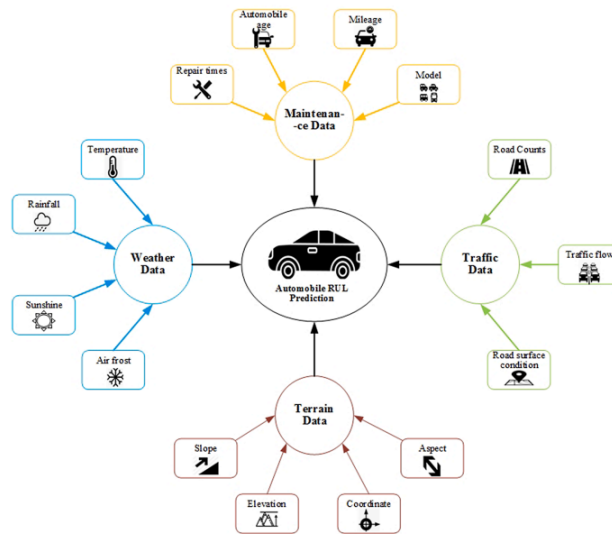 Automobile
age
Mileage
Repair times
Model
Maintenan-
-ce Data
Temperature
Road Counts
Rainfall
Weather
Data
Automobile RUL
Prediction
Traffic
Data
Traffic flow
Sunshine
Air frost
Road surface
condition
Terrain
Data
Slope
Aspect
Elevation
Coordinate